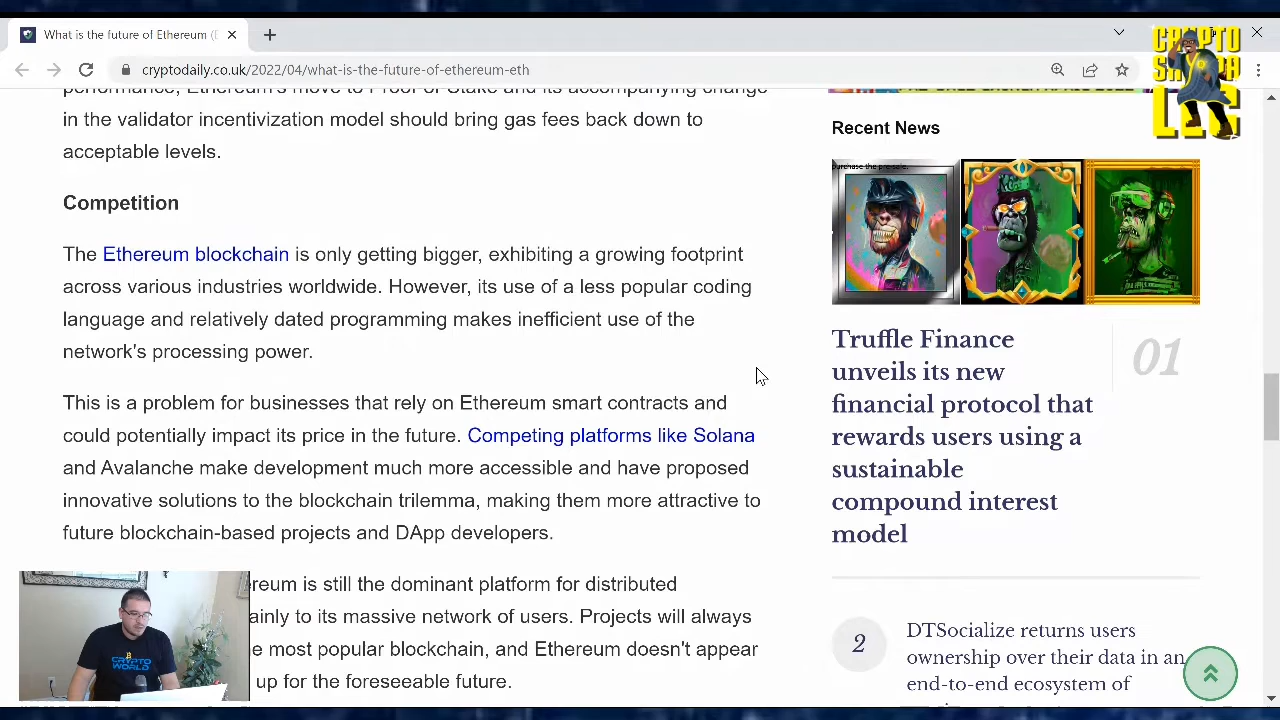 What is the future of Ethereum (E
cryptodaily.co.uk/2022/04/what-is-the-future-of-ethereum-eth
CRYPTO
LEO
performance, Ethereum's move to Proof of Stake and its accompanying change
in the validator incentivization model should bring gas fees back down to
acceptable levels.
Competition
The Ethereum blockchain is only getting bigger, exhibiting a growing footprint
across various industries worldwide. However, its use of a less popular coding
language and relatively dated programming makes inefficient use of the
network's processing power.
This is a problem for businesses that rely on Ethereum smart contracts and
could potentially impact its price in the future. Competing platforms like Solana
and Avalanche make development much more accessible and have proposed
innovative solutions to the blockchain trilemma, making them more attractive to
future blockchain-based projects and DApp developers.
reum is still the dominant platform for distributed
ainly to its massive network of users. Projects will always
e most popular blockchain, and Ethereum doesn't appear
up for the foreseeable future.
CRYPTO
WORLD
Recent News
purchase the pre-sale.
Truffle Finance
unveils its new
financial protocol that
rewards users using a
sustainable
compound interest
model
01
2
DTSocialize returns users
ownership over their data in an
end-to-end ecosystem of